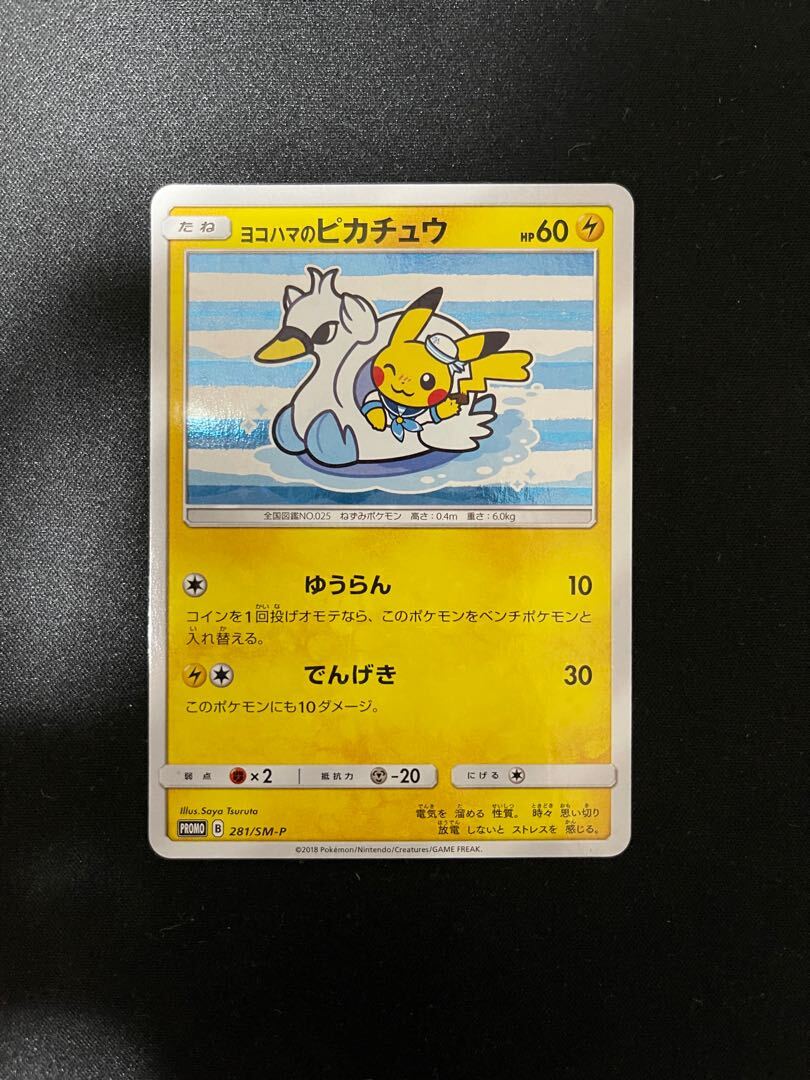 たね ヨコハマのピカチュウ HP60
全国図鑑NO.025 ねずみポケモン 高さ：0.4m 重さ：6.0kg
ゆうらん 10
コインを1回投げオモテなら、このポケモンをベンチポケモンと
入れ替える。
でんげき 30
このポケモンにも10ダメージ。
弱点 ×2 抵抗力 -20 にげる
Illus.Saya Tsuruta
電気を 溜める 性質。 時々 思い切り
放電 しないと ストレスを 感じる。
PROMO B 281/SM-P
©2018 Pokémon/Nintendo/Creatures/GAME FREAK.